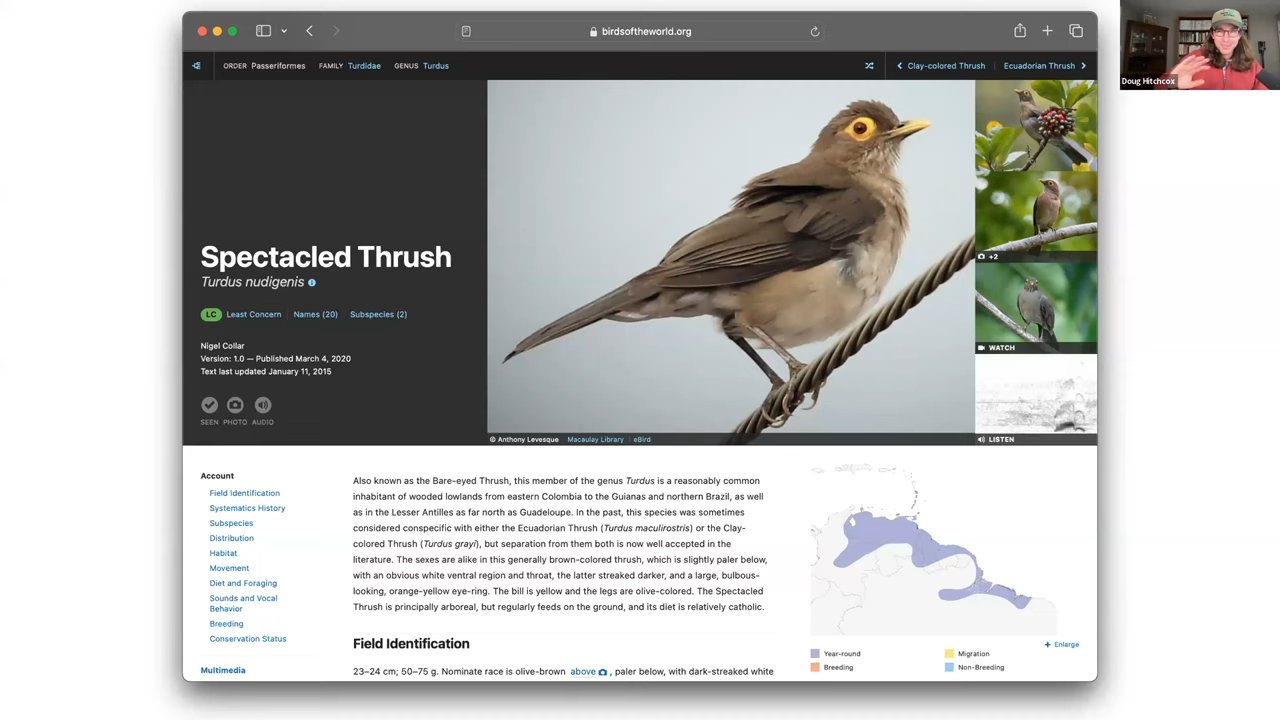 birdsoftheworld.org
Doug Hitchcox
ORDER Passeriformes FAMILY Turdidae GENUS Turdus
Clay-colored Thrush Ecuadorian Thrush
Spectacled Thrush
Turdus nudigenis
LC Least Concern Names (20) Subspecies (2)
Nigel Collar
Version: 1.0 — Published March 4, 2020
Text last updated January 11, 2015
SEEN PHOTO AUDIO
+2
WATCH
LISTEN
© Anthony Levesque Macaulay Library eBird
Account
Field Identification
Systematics History
Subspecies
Distribution
Habitat
Movement
Diet and Foraging
Sounds and Vocal
Behavior
Breeding
Conservation Status
Multimedia
Also known as the Bare-eyed Thrush, this member of the genus Turdus is a reasonably common
inhabitant of wooded lowlands from eastern Colombia to the Guianas and northern Brazil, as well
as in the Lesser Antilles as far north as Guadeloupe. In the past, this species was sometimes
considered conspecific with either the Ecuadorian Thrush (Turdus maculirostris) or the Clay-
colored Thrush (Turdus grayi), but separation from them both is now well accepted in the
literature. The sexes are alike in this generally brown-colored thrush, which is slightly paler below,
with an obvious white ventral region and throat, the latter streaked darker, and a large, bulbous-
looking, orange-yellow eye-ring. The bill is yellow and the legs are olive-colored. The Spectacled
Thrush is principally arboreal, but regularly feeds on the ground, and its diet is relatively catholic.
Field Identification
23–24 cm; 50–75 g. Nominate race is olive-brown above , paler below, with dark-streaked white
+ Enlarge
Year-round Migration
Breeding Non-Breeding